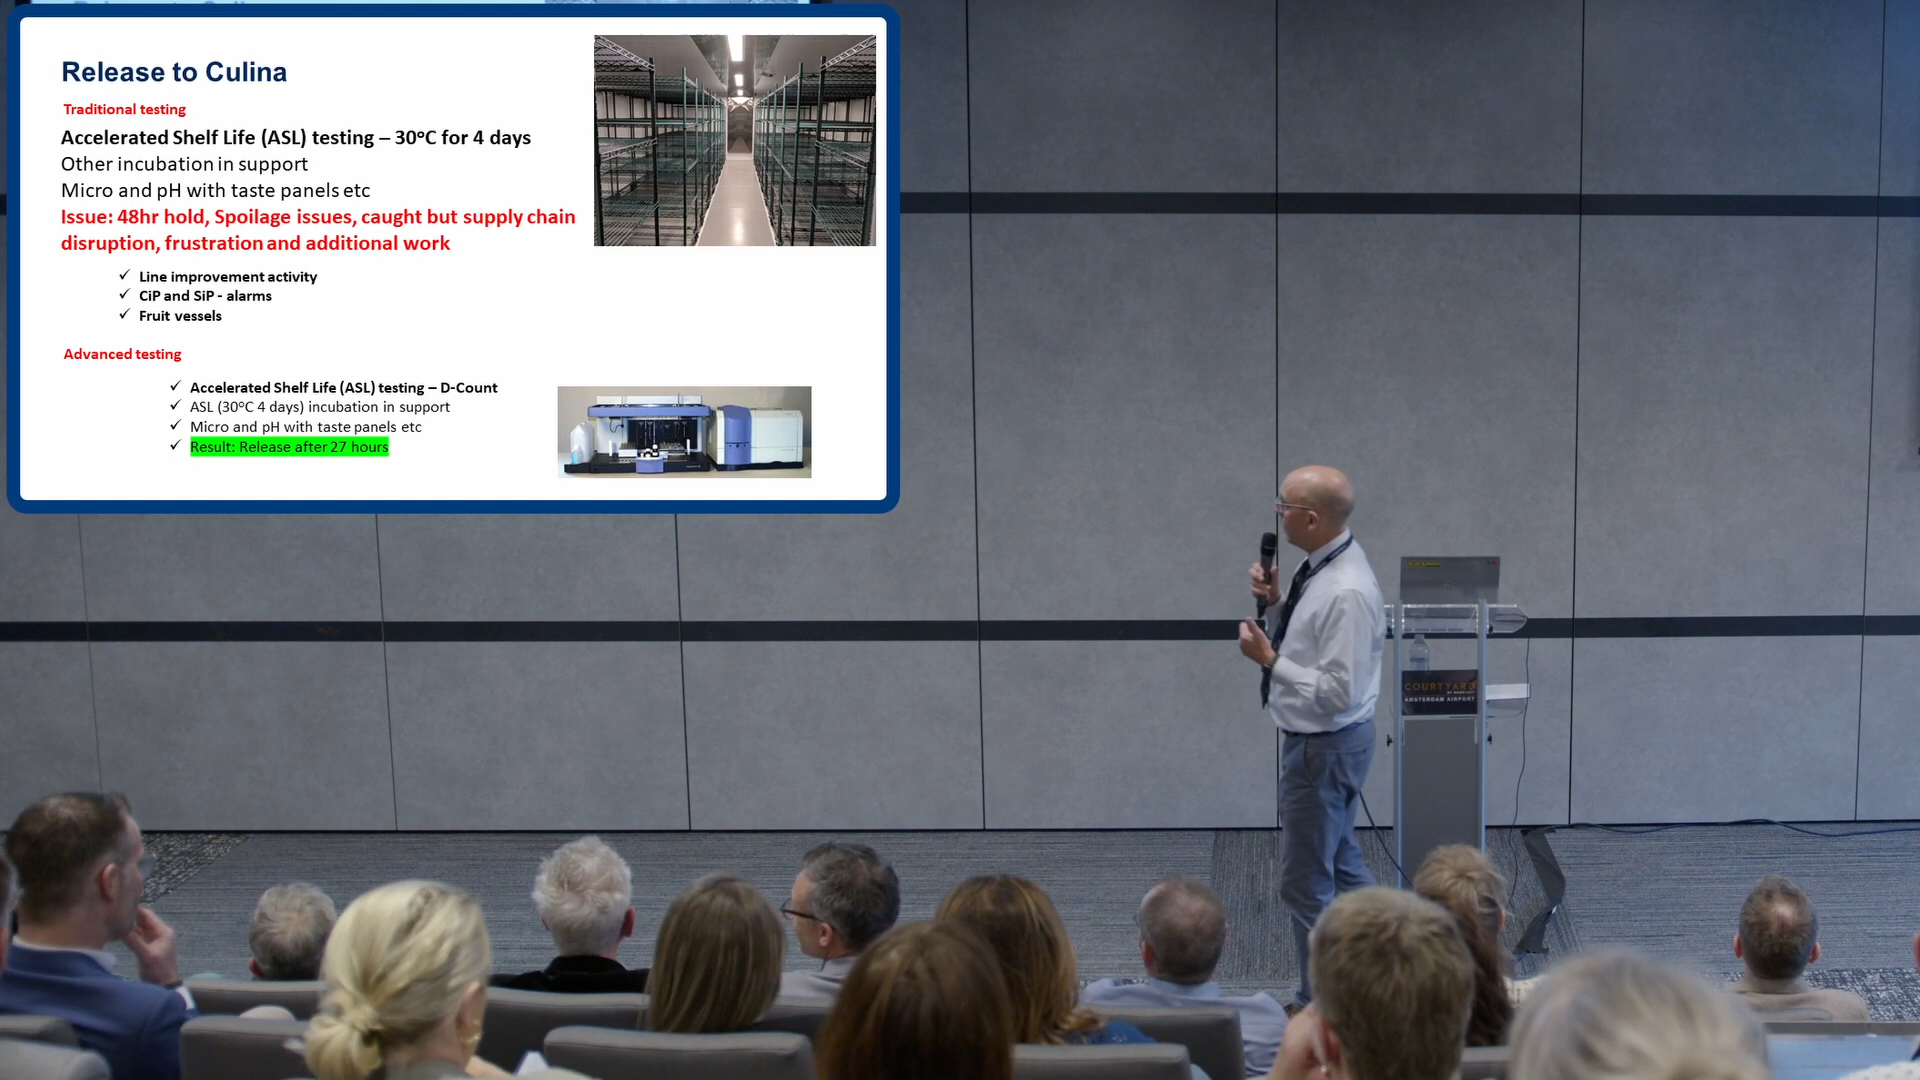 Release to Culina
Traditional testing
Accelerated Shelf Life (ASL) testing – 30ºC for 4 days
Other incubation in support
Micro and pH with taste panels etc
Issue: 48hr hold, Spoilage issues, caught but supply chain
disruption, frustration and additional work
✓ Line improvement activity
✓ CiP and SiP - alarms
✓ Fruit vessels
Advanced testing
✓ Accelerated Shelf Life (ASL) testing – D-Count
✓ ASL (30ºC 4 days) incubation in support
✓ Micro and pH with taste panels etc
✓ Result: Release after 27 hours
COURTYARD
BY MARRIOTT
AMSTERDAM AIRPORT